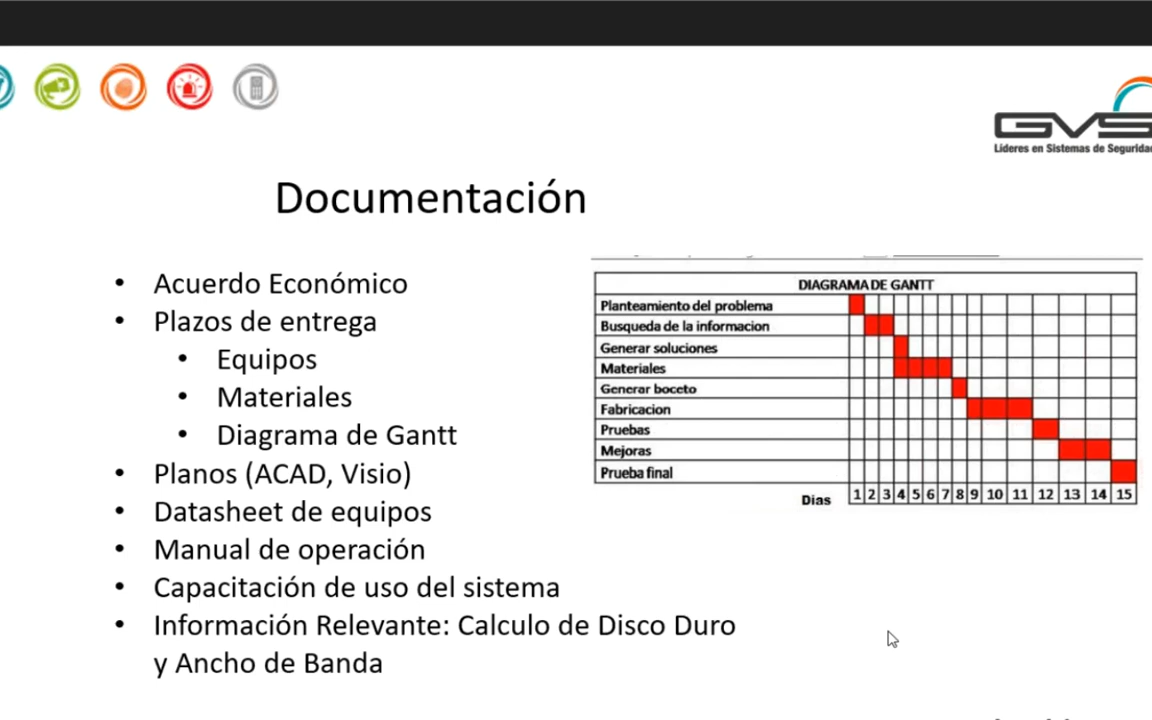 GVS
Líderes en Sistemas de Seguridad
Documentación
• Acuerdo Económico
• Plazos de entrega
• Equipos
• Materiales
• Diagrama de Gantt
• Planos (ACAD, Visio)
• Datasheet de equipos
• Manual de operación
• Capacitación de uso del sistema
• Información Relevante: Calculo de Disco Duro
y Ancho de Banda
DIAGRAMA DE GANTT
Planteamiento del problema
Busqueda de la informacion
Generar soluciones
Materiales
Generar boceto
Fabricacion
Pruebas
Mejoras
Prueba final
Dias 1 2 3 4 5 6 7 8 9 10 11 12 13 14 15